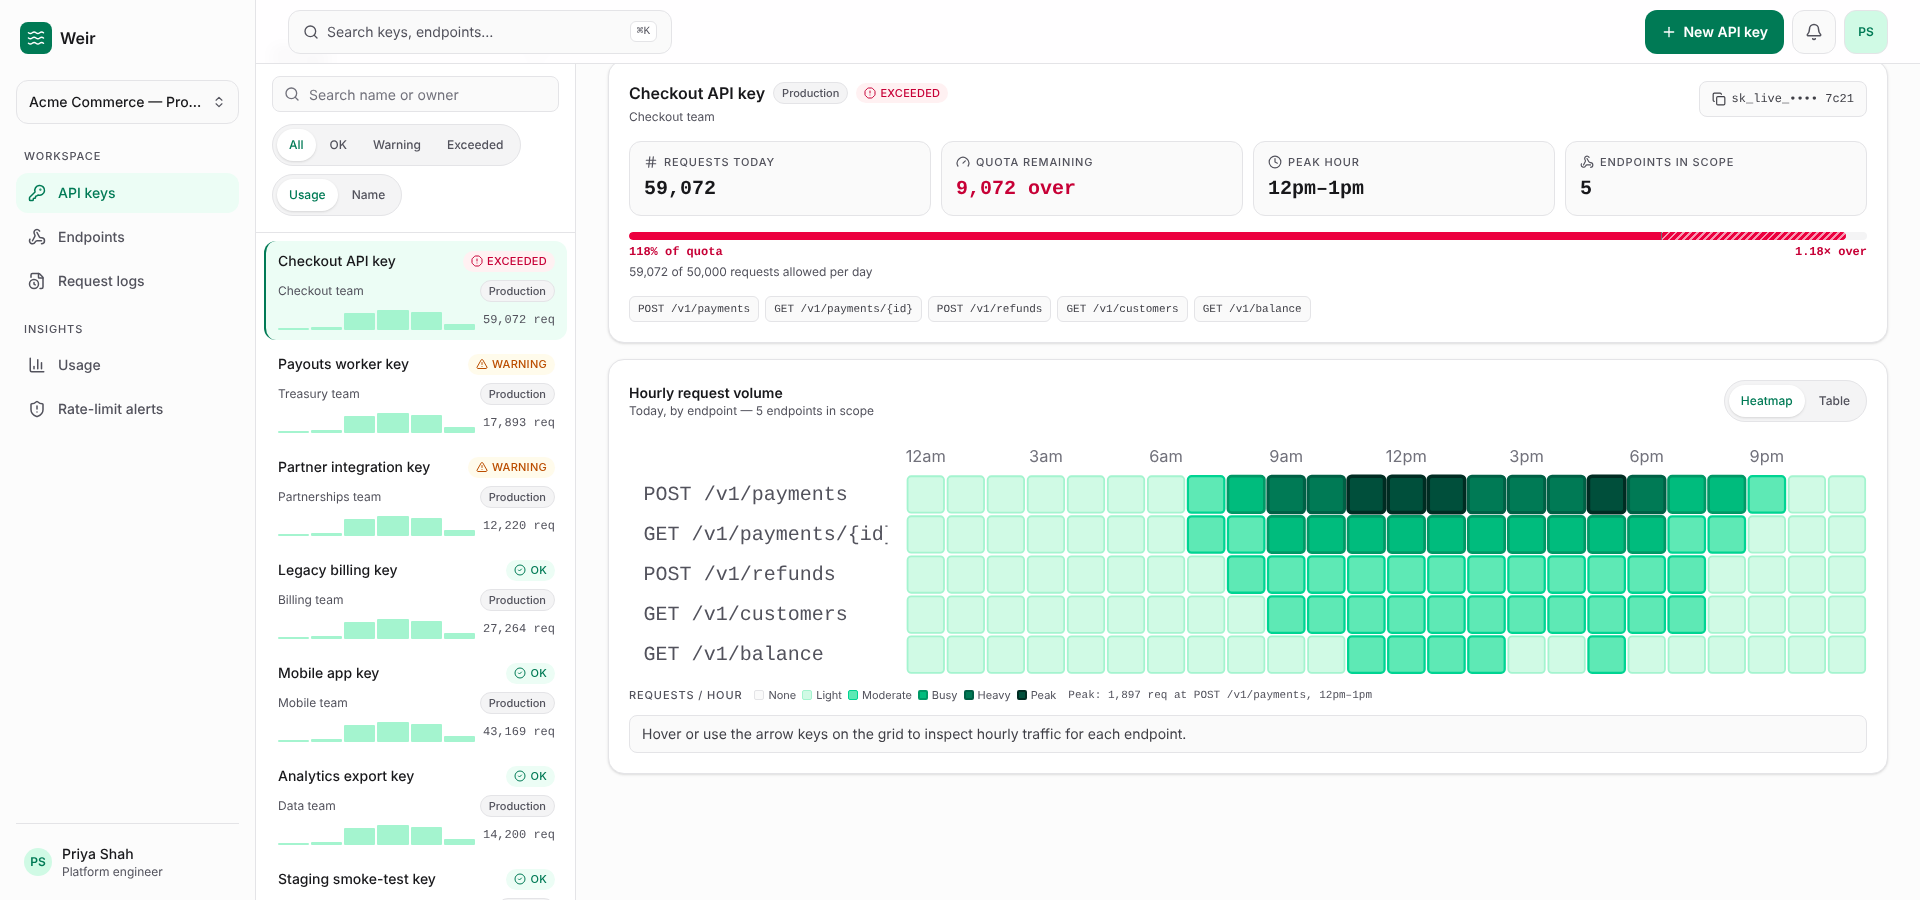 Weir
Search keys, endpoints...
⌘K
New API key
PS
Acme Commerce — Pro...
WORKSPACE
API keys
Endpoints
Request logs
INSIGHTS
Usage
Rate-limit alerts
PS
Priya Shah
Platform engineer
Search name or owner
All
OK
Warning
Exceeded
Usage
Name
Checkout API key
EXCEEDED
Checkout team
Production
59,072 req
Payouts worker key
WARNING
Treasury team
Production
17,893 req
Partner integration key
WARNING
Partnerships team
Production
12,220 req
Legacy billing key
OK
Billing team
Production
27,264 req
Mobile app key
OK
Mobile team
Production
43,169 req
Analytics export key
OK
Data team
Production
14,200 req
Staging smoke-test key
OK
Checkout API key
Production
EXCEEDED
Checkout team
sk_live_•••• 7c21
REQUESTS TODAY
59,072
QUOTA REMAINING
9,072 over
PEAK HOUR
12pm–1pm
ENDPOINTS IN SCOPE
5
118% of quota
1.18× over
59,072 of 50,000 requests allowed per day
POST /v1/payments
GET /v1/payments/{id}
POST /v1/refunds
GET /v1/customers
GET /v1/balance
Hourly request volume
Today, by endpoint — 5 endpoints in scope
Heatmap
Table
12am
3am
6am
9am
12pm
3pm
6pm
9pm
POST /v1/payments
GET /v1/payments/{id}
POST /v1/refunds
GET /v1/customers
GET /v1/balance
REQUESTS / HOUR
None
Light
Moderate
Busy
Heavy
Peak
Peak: 1,897 req at POST /v1/payments, 12pm–1pm
Hover or use the arrow keys on the grid to inspect hourly traffic for each endpoint.